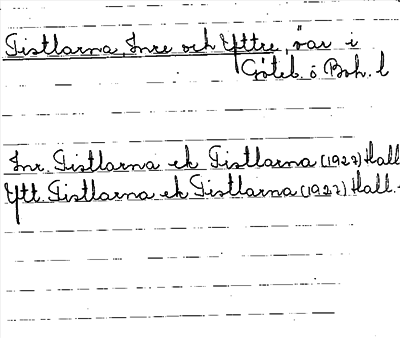 Tistlarna, Inre och Yttre, öar i
Göteb. o Boh. l
Inr. Tistlarna ek Tistlarna (1927) Hall
Ytt. Tistlarna ek Tistlarna (1927) Hall.